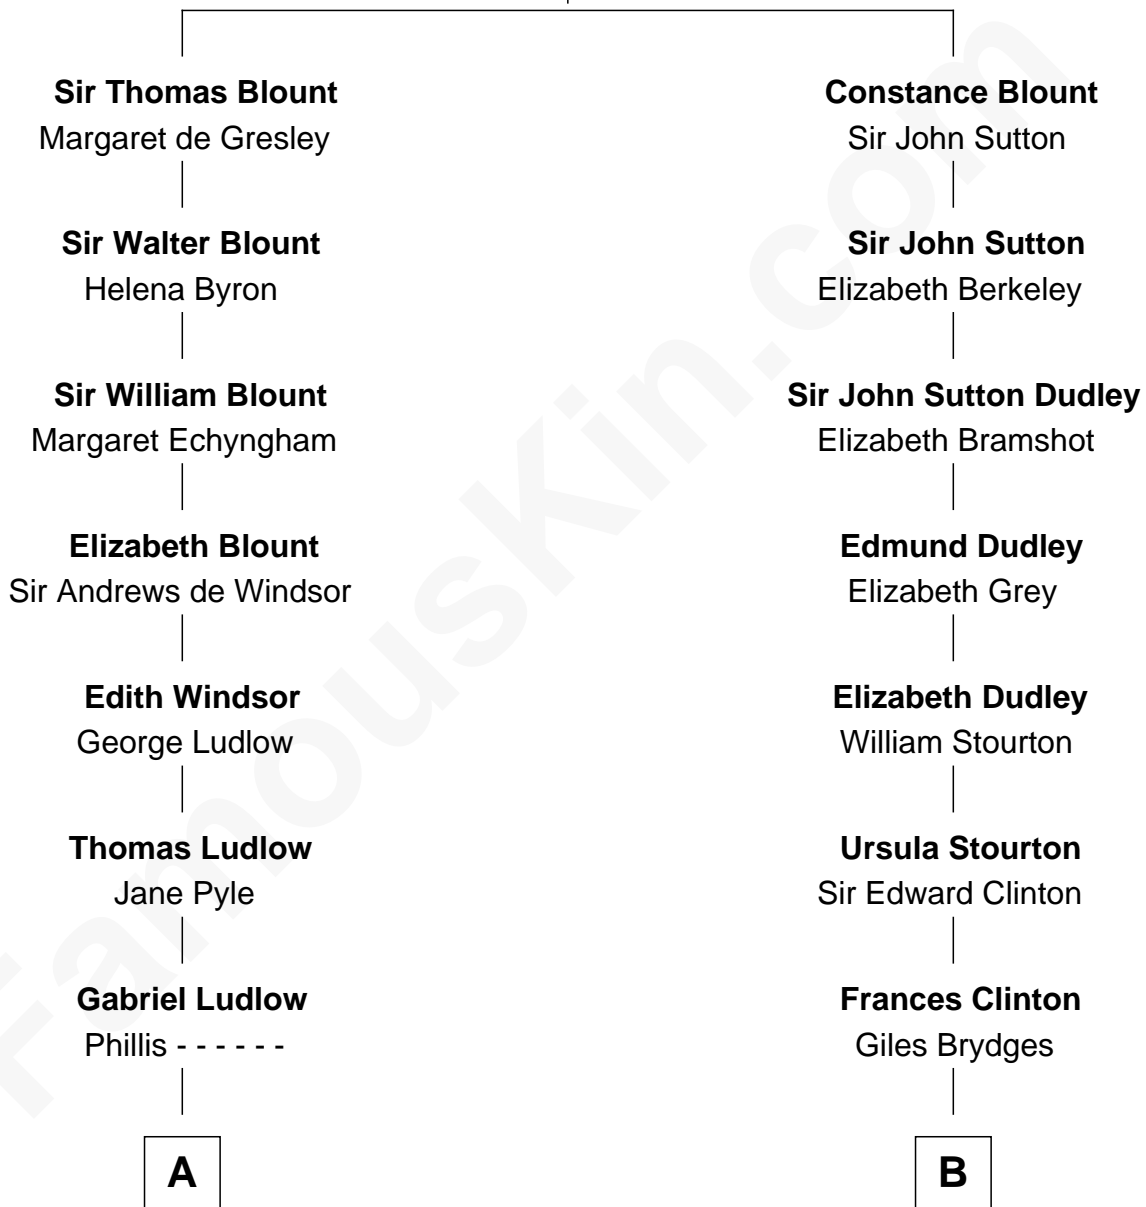 Sir Thomas Blount
Margaret de Gresley
Sir Walter Blount
Helena Byron
Sir William Blount
Margaret Echyngham
Elizabeth Blount
Sir Andrews de Windsor
Edith Windsor
George Ludlow
Thomas Ludlow
Jane Pyle
Gabriel Ludlow
Phillis - - - - - -
A
Constance Blount
Sir John Sutton
Sir John Sutton
Elizabeth Berkeley
Sir John Sutton Dudley
Elizabeth Bramshot
Edmund Dudley
Elizabeth Grey
Elizabeth Dudley
William Stourton
Ursula Stourton
Sir Edward Clinton
Frances Clinton
Giles Brydges
B
FamousKin.com